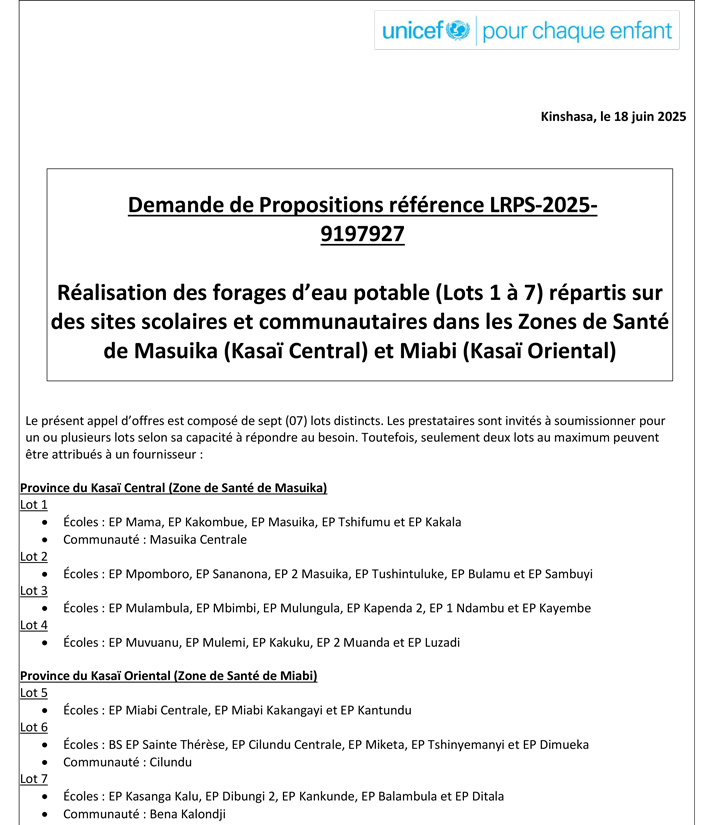 unicef pour chaque enfant
Kinshasa, le 18 juin 2025
Demande de Propositions référence LRPS-2025-
9197927
Réalisation des forages d’eau potable (Lots 1 à 7) répartis sur
des sites scolaires et communautaires dans les Zones de Santé
de Masuika (Kasaï Central) et Miabi (Kasaï Oriental)
Le présent appel d’offres est composé de sept (07) lots distincts. Les prestataires sont invités à soumissionner pour
un ou plusieurs lots selon sa capacité à répondre au besoin. Toutefois, seulement deux lots au maximum peuvent
être attribués à un fournisseur :
Province du Kasaï Central (Zone de Santé de Masuika)
Lot 1
• Écoles : EP Mama, EP Kakombue, EP Masuika, EP Tshifumu et EP Kakala
• Communauté : Masuika Centrale
Lot 2
• Écoles : EP Mpomboro, EP Sananona, EP 2 Masuika, EP Tushintuluke, EP Bulamu et EP Sambuyi
Lot 3
• Écoles : EP Mulambula, EP Mbimbi, EP Mulungula, EP Kapenda 2, EP 1 Ndambu et EP Kayembe
Lot 4
• Écoles : EP Muvuanu, EP Mulemi, EP Kakuku, EP 2 Muanda et EP Luzadi
Province du Kasaï Oriental (Zone de Santé de Miabi)
Lot 5
• Écoles : EP Miabi Centrale, EP Miabi Kakangayi et EP Kantundu
Lot 6
• Écoles : BS EP Sainte Thérèse, EP Cilundu Centrale, EP Miketa, EP Tshinyemanyi et EP Dimueka
• Communauté : Cilundu
Lot 7
• Écoles : EP Kasanga Kalu, EP Dibungi 2, EP Kankunde, EP Balambula et EP Ditala
• Communauté : Bena Kalondji